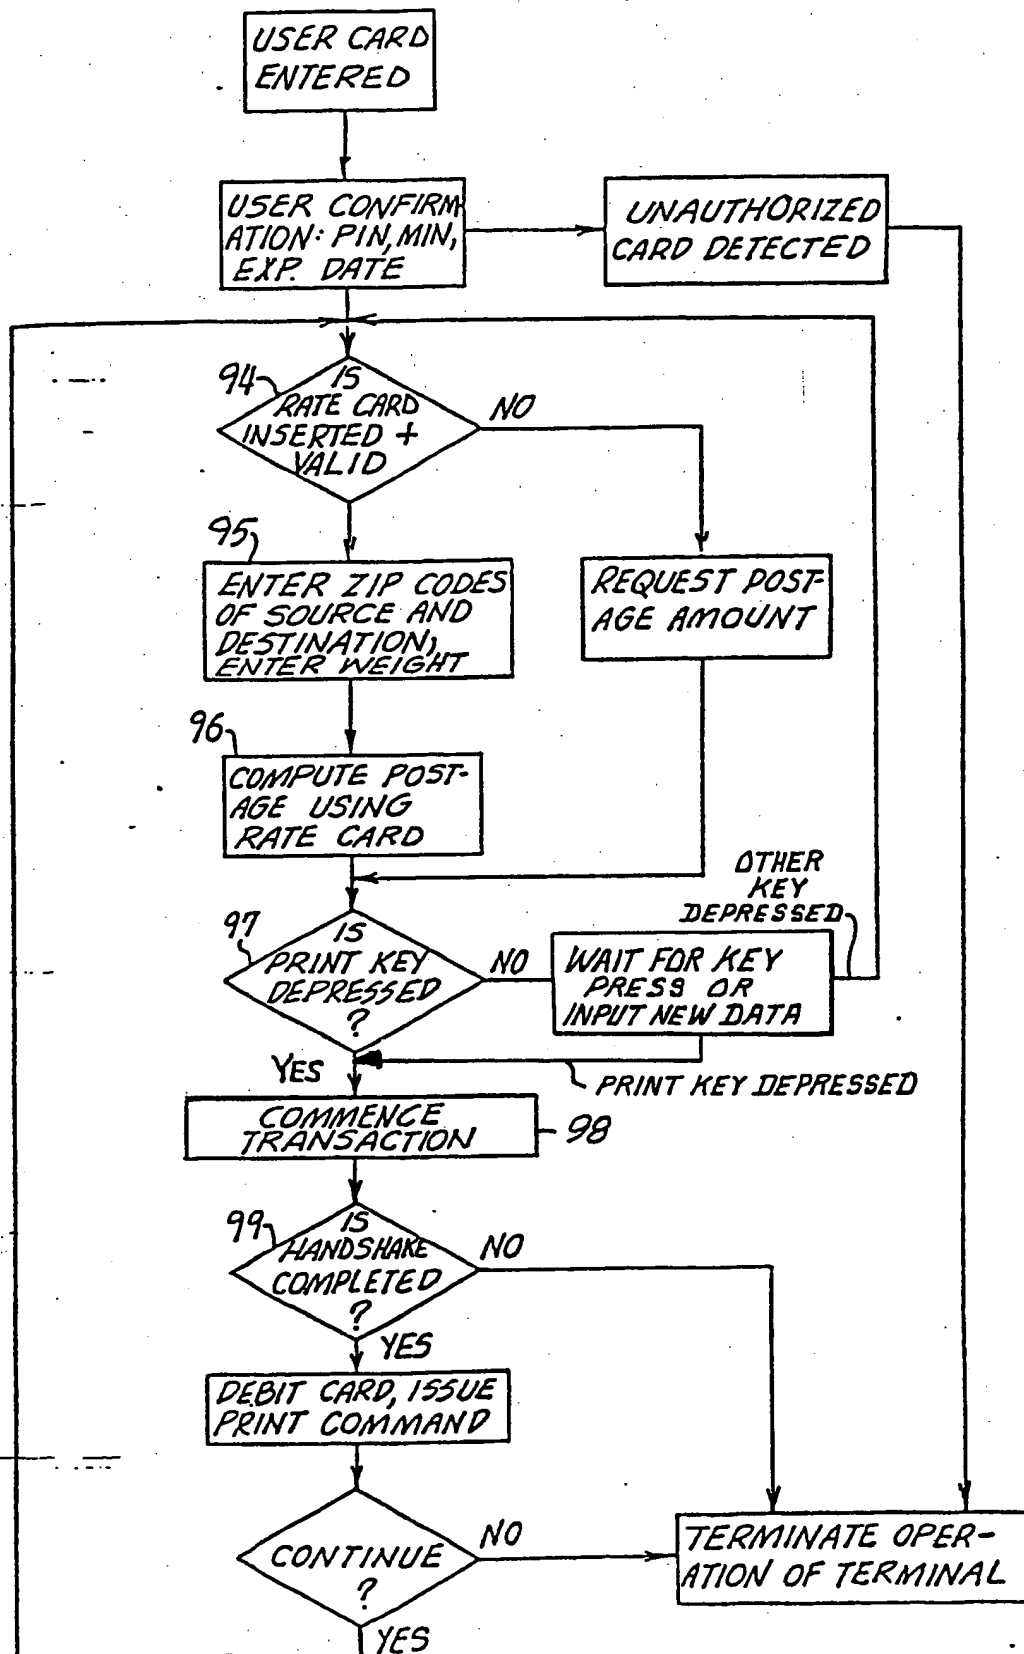 USER CARD
ENTERED
USER CONFIRM-
ATION: PIN, MIN,
EXP. DATE
UNAUTHORIZED
CARD DETECTED
94
IS
RATE CARD
INSERTED +
VALID
NO
95
ENTER ZIP CODES
OF SOURCE AND
DESTINATION,
ENTER WEIGHT
REQUEST POST-
AGE AMOUNT
96
COMPUTE POST-
AGE USING
RATE CARD
OTHER
KEY
DEPRESSED
97
IS
PRINT KEY
DEPRESSED
?
NO
WAIT FOR KEY
PRESS OR
INPUT NEW DATA
YES
PRINT KEY DEPRESSED
COMMENCE
TRANSACTION
98
99
IS
HANDSHAKE
COMPLETED
?
NO
YES
DEBIT CARD, ISSUE
PRINT COMMAND
CONTINUE
?
NO
TERMINATE OPER-
ATION OF TERMINAL
YES